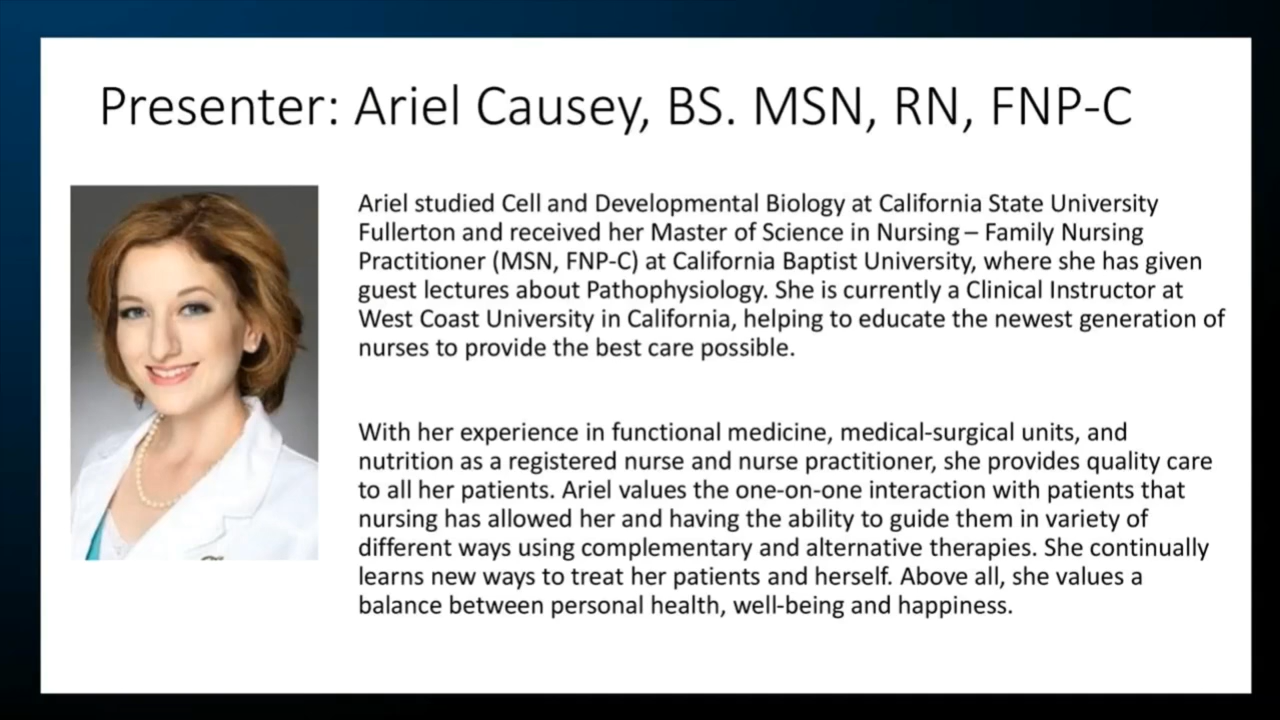 Presenter: Ariel Causey, BS. MSN, RN, FNP-C
Ariel studied Cell and Developmental Biology at California State University
Fullerton and received her Master of Science in Nursing – Family Nursing
Practitioner (MSN, FNP-C) at California Baptist University, where she has given
guest lectures about Pathophysiology. She is currently a Clinical Instructor at
West Coast University in California, helping to educate the newest generation of
nurses to provide the best care possible.
With her experience in functional medicine, medical-surgical units, and
nutrition as a registered nurse and nurse practitioner, she provides quality care
to all her patients. Ariel values the one-on-one interaction with patients that
nursing has allowed her and having the ability to guide them in variety of
different ways using complementary and alternative therapies. She continually
learns new ways to treat her patients and herself. Above all, she values a
balance between personal health, well-being and happiness.